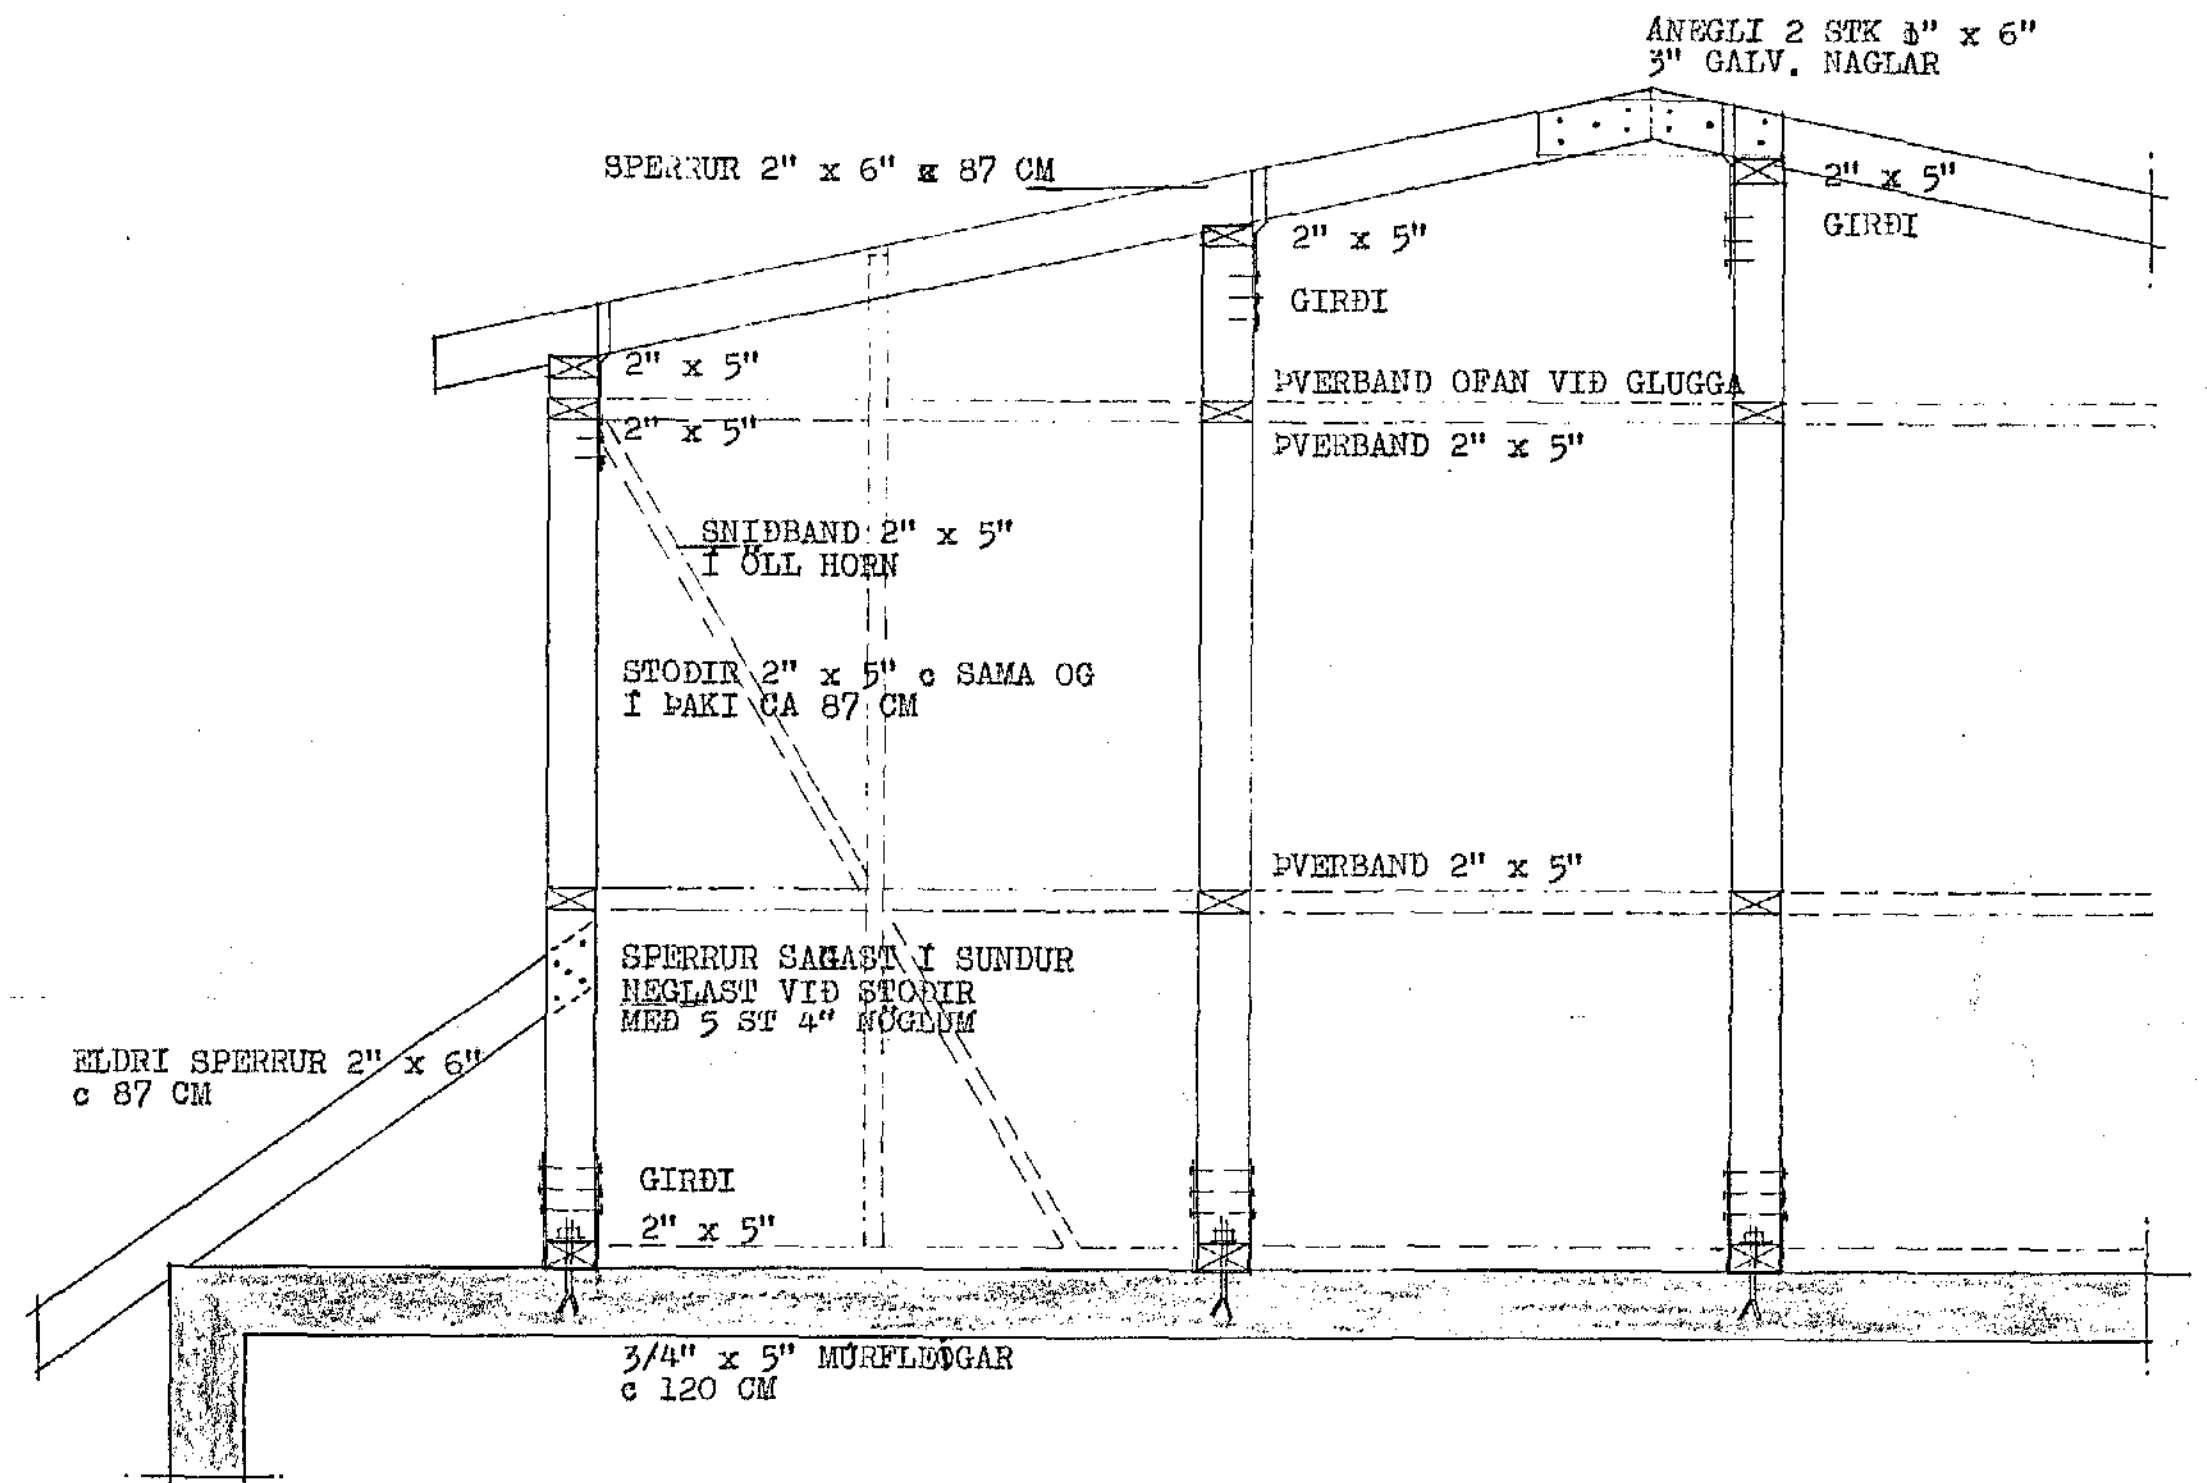 ANEGLI 2 STK 1" x 6"
3" GALV. NAGLAR
SPERRUR 2" x 6" x 87 CM
2" x 5"
GIRÐI
2" x 5"
GIRÐI
2" x 5"
2" x 5"
ÞVERBAND OFAN VIÐ GLUGGA
ÞVERBAND 2" x 5"
SNIÐBAND 2" x 5"
Í ÖLL HORN
STOÐIR 2" x 5" c SAMA OG
Í ÞAKI CA 87 CM
ÞVERBAND 2" x 5"
SPERRUR SAGAST Í SUNDUR
NEGLAST VIÐ STOÐIR
MEÐ 5 ST 4" NÖGLUM
ELDRI SPERRUR 2" x 6"
c 87 CM
GIRÐI
2" x 5"
3/4" x 5" MÚRFLEYGAR
c 120 CM